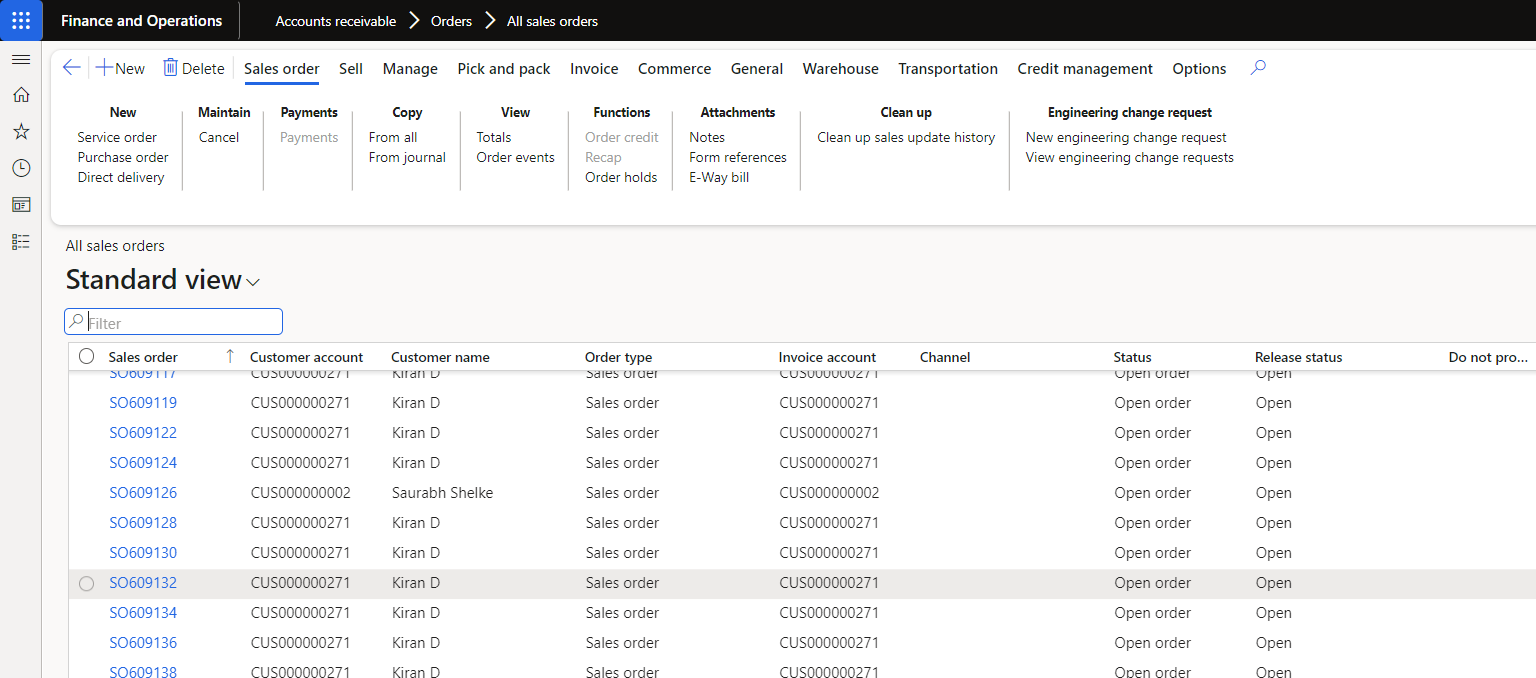 Finance and Operations Accounts receivable Orders All sales orders
New Delete Sales order Sell Manage Pick and pack Invoice Commerce General Warehouse Transportation Credit management Options
New Maintain Payments Copy View Functions Attachments Clean up Engineering change request
Service order Cancel Payments From all Totals Order credit Notes Clean up sales update history New engineering change request
Purchase order From journal Order events Recap Form references View engineering change requests
Direct delivery Order holds E-Way bill
All sales orders
Standard view
Filter
Sales order Customer account Customer name Order type Invoice account Channel Status Release status Do not pro...
SO609117 CUS000000271 Kiran D Sales order CUS000000271 Open order Open
SO609119 CUS000000271 Kiran D Sales order CUS000000271 Open order Open
SO609122 CUS000000271 Kiran D Sales order CUS000000271 Open order Open
SO609124 CUS000000271 Kiran D Sales order CUS000000271 Open order Open
SO609126 CUS000000002 Saurabh Shelke Sales order CUS000000002 Open order Open
SO609128 CUS000000271 Kiran D Sales order CUS000000271 Open order Open
SO609130 CUS000000271 Kiran D Sales order CUS000000271 Open order Open
SO609132 CUS000000271 Kiran D Sales order CUS000000271 Open order Open
SO609134 CUS000000271 Kiran D Sales order CUS000000271 Open order Open
SO609136 CUS000000271 Kiran D Sales order CUS000000271 Open order Open
SO609138 CUS000000271 Kiran D Sales order CUS000000271 Open order Open